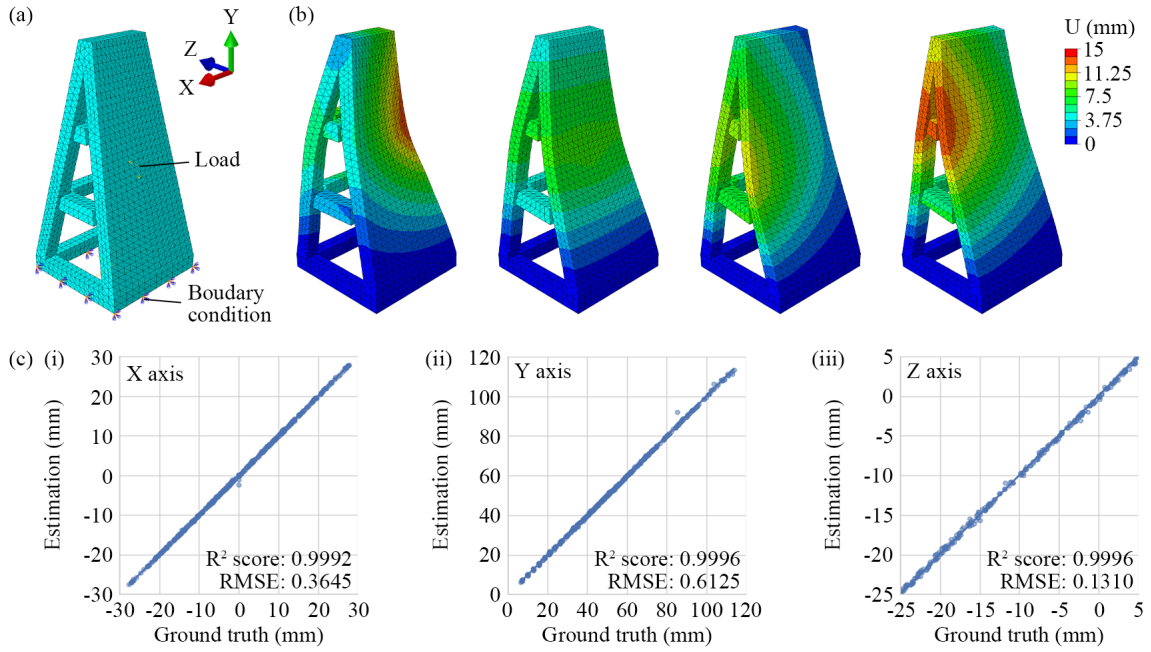 (a)
Y
Z
X
Load
Boudary
condition
(b)
U (mm)
15
11.25
7.5
3.75
0
(c) (i)
X axis
Estimation (mm)
30
20
10
0
-10
-20
-30
R² score: 0.9992
RMSE: 0.3645
-30 -20 -10 0 10 20 30
Ground truth (mm)
(ii)
Y axis
Estimation (mm)
120
100
80
60
40
20
0
R² score: 0.9996
RMSE: 0.6125
0 20 40 60 80 100 120
Ground truth (mm)
(iii)
Z axis
Estimation (mm)
5
0
-5
-10
-15
-20
-25
R² score: 0.9996
RMSE: 0.1310
-25 -20 -15 -10 -5 0 5
Ground truth (mm)